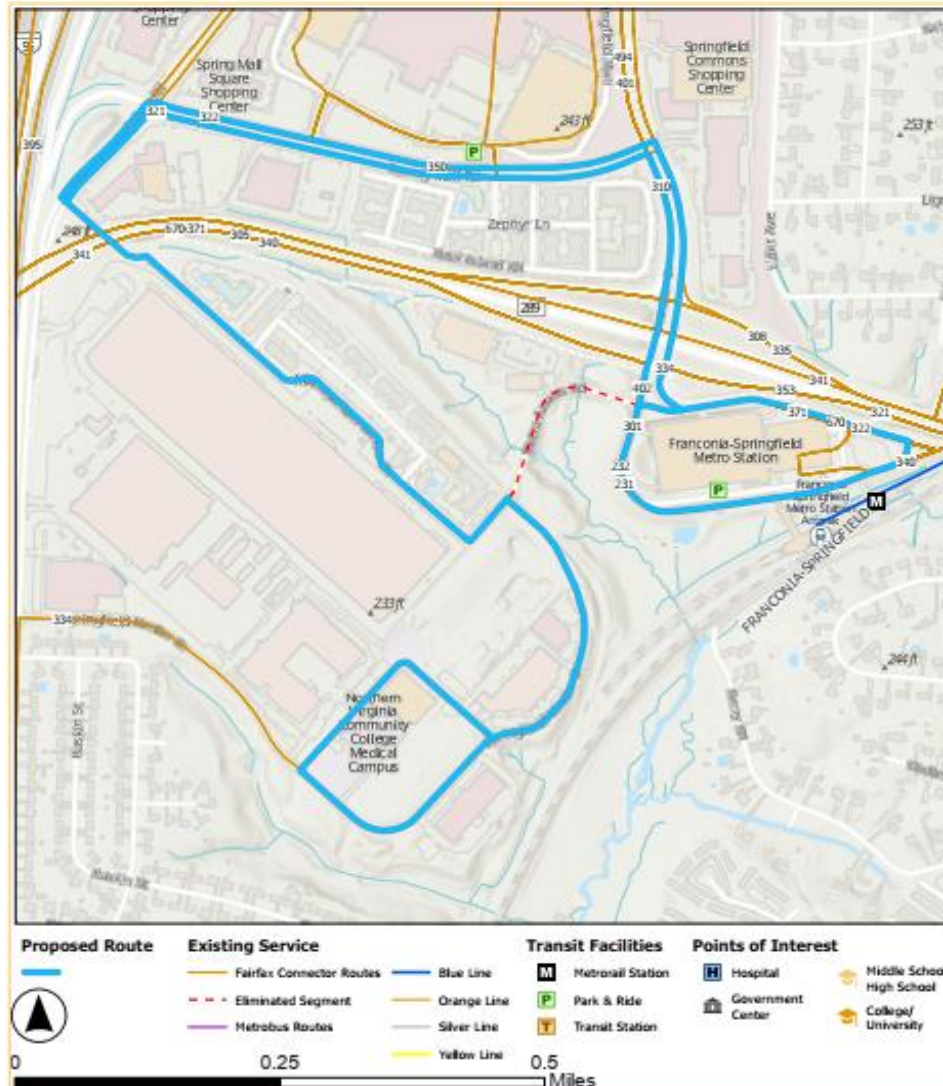 Center
Spring Mall
Square
Shopping
Center
Springfield
Commons
Shopping
Center
494
401
243 ft
253 ft
395
321
322
350
310
Zephyr Ln
341
670
371
305
340
289
308
335
341
334
353
402
371
321
301
670
322
Franconia-Springfield
Metro Station
340
232
231
FRANCONIA-SPRINGFIELD
233 ft
334
244 ft
Northern
Virginia
Community
College
Medical
Campus
Proposed Route
Existing Service
Transit Facilities
Points of Interest
Fairfax Connector Routes
Blue Line
M Metrorail Station
H Hospital
Middle School
High School
Eliminated Segment
Orange Line
P Park & Ride
Government
Center
College/
University
Metrobus Routes
Silver Line
T Transit Station
Yellow Line
0 0.25 0.5
Miles